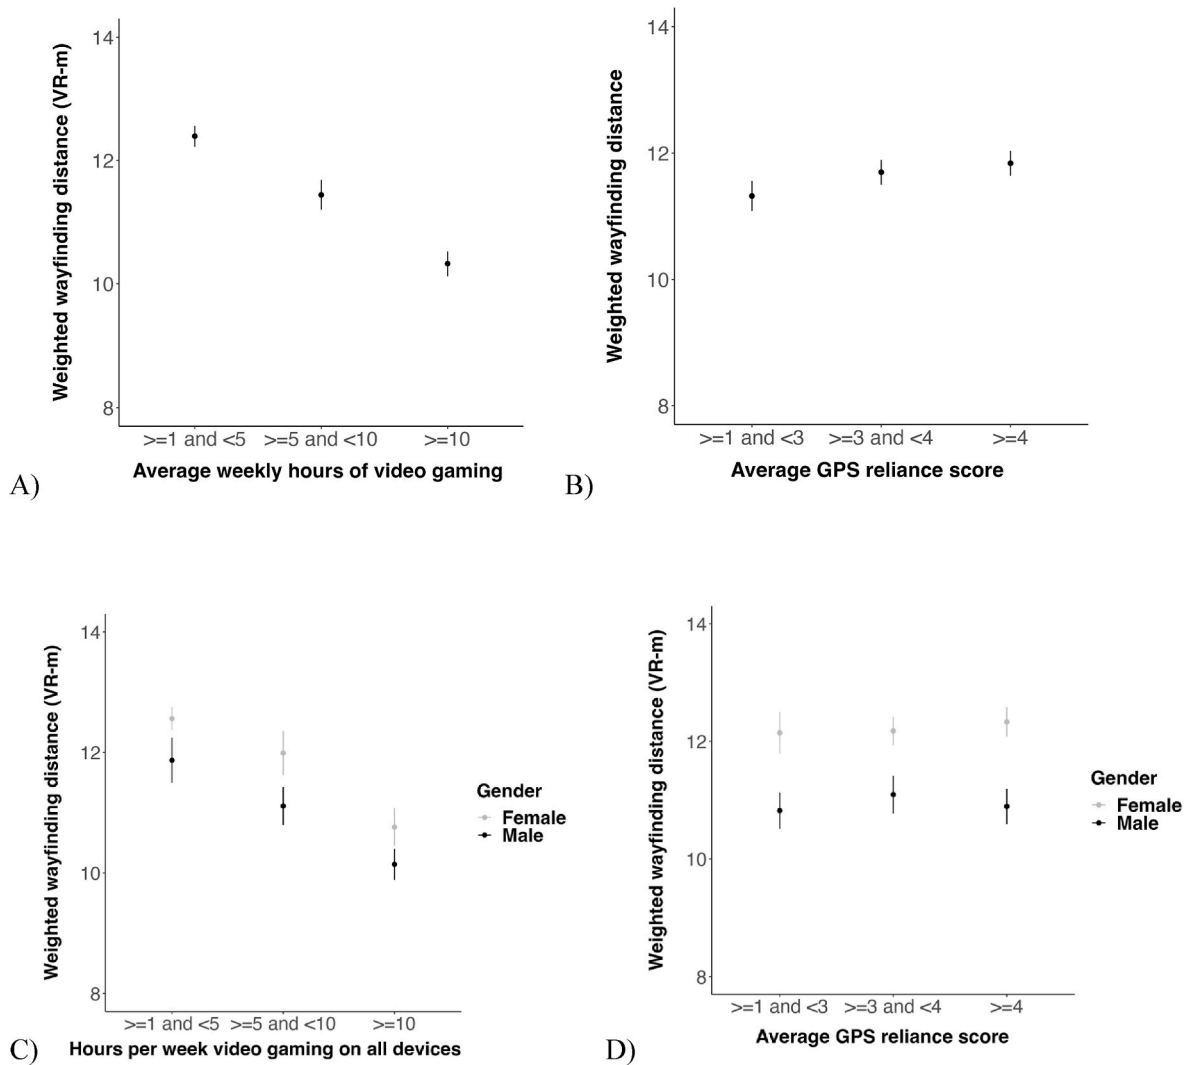 Weighted wayfinding distance (VR-m)
14
12
10
8
>=1 and <5 >=5 and <10 >=10
Average weekly hours of video gaming
A)
Weighted wayfinding distance
14
12
10
8
>=1 and <3 >=3 and <4 >=4
Average GPS reliance score
B)
Weighted wayfinding distance (VR-m)
14
12
10
8
>=1 and <5 >=5 and <10 >=10
Hours per week video gaming on all devices
Gender
Female
Male
C)
Weighted wayfinding distance (VR-m)
14
12
10
8
>=1 and <3 >=3 and <4 >=4
Average GPS reliance score
Gender
Female
Male
D)